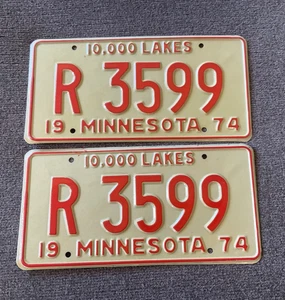 10,000 LAKES
R 3599
19 MINNESOTA 74
10,000 LAKES
R 3599
19 MINNESOTA 74